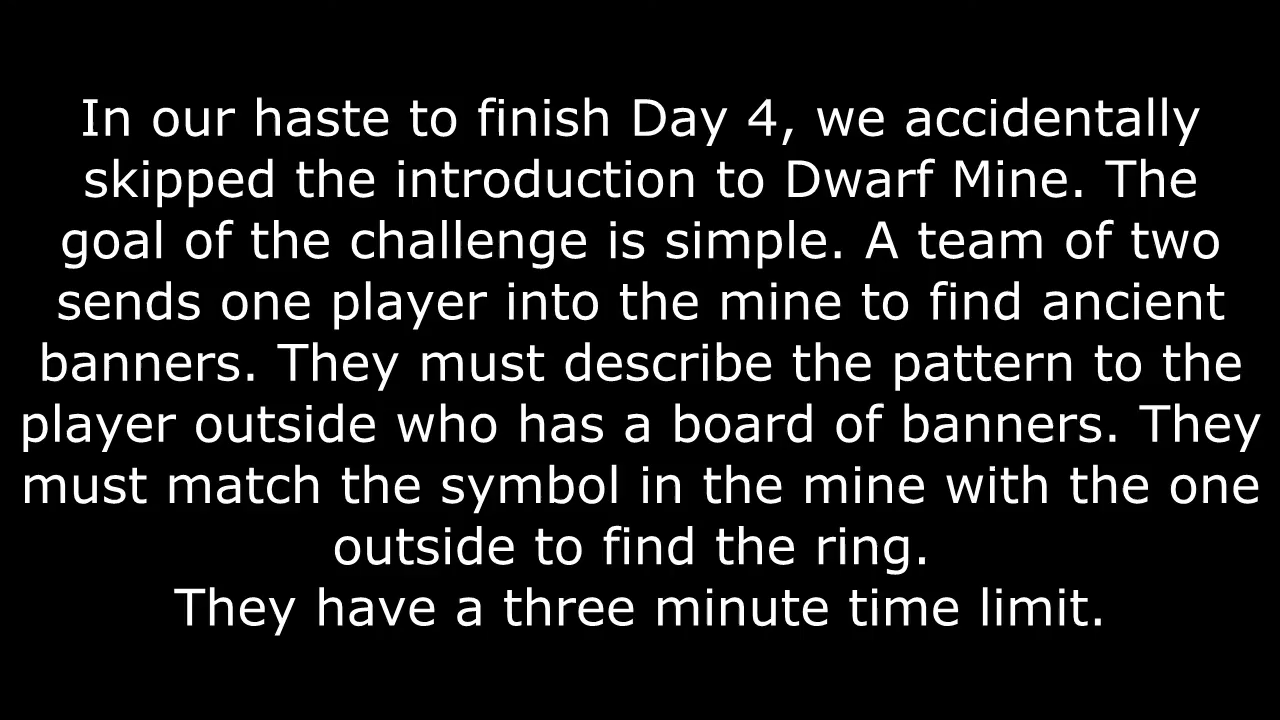 In our haste to finish Day 4, we accidentally
skipped the introduction to Dwarf Mine. The
goal of the challenge is simple. A team of two
sends one player into the mine to find ancient
banners. They must describe the pattern to the
player outside who has a board of banners. They
must match the symbol in the mine with the one
outside to find the ring.
They have a three minute time limit.